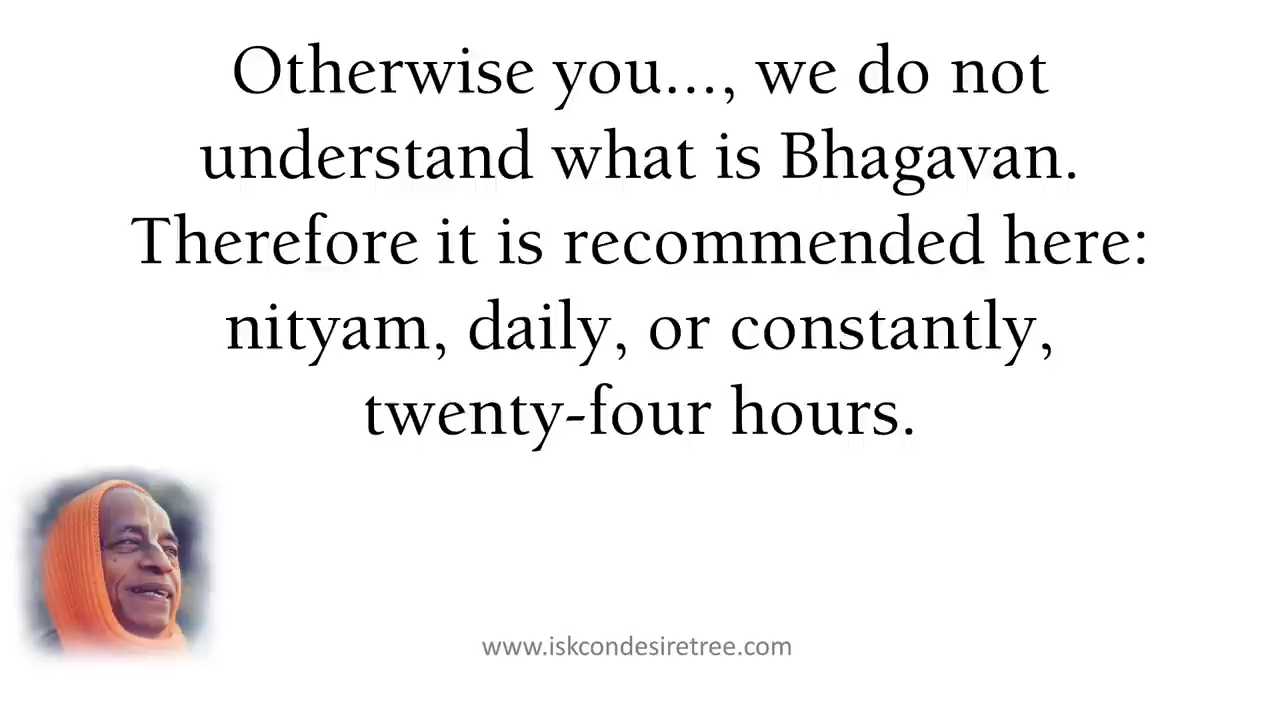 Otherwise you..., we do not
understand what is Bhagavan.
Therefore it is recommended here:
nityam, daily, or constantly,
twenty-four hours.
www.iskcondesiretree.com